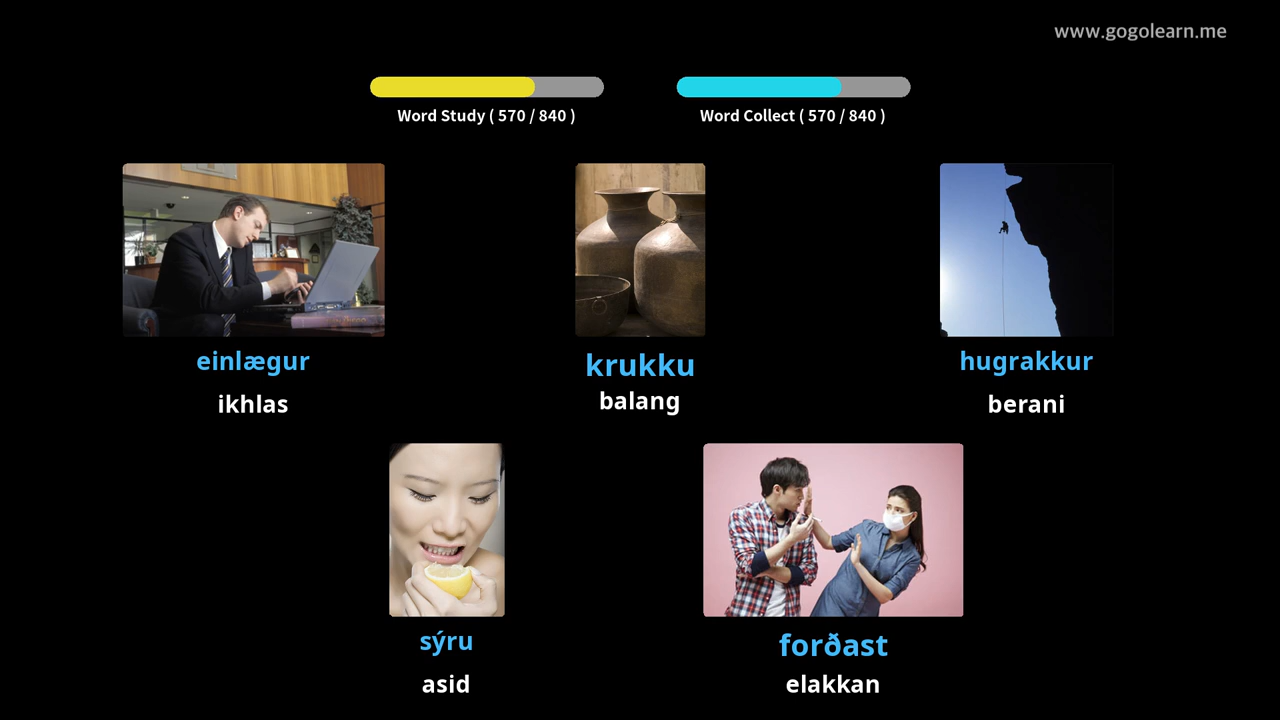 www.gogolearn.me
Word Study ( 570 / 840 )
Word Collect ( 570 / 840 )
einlægur
ikhlas
krukku
balang
hugrakkur
berani
sýru
asid
forðast
elakkan